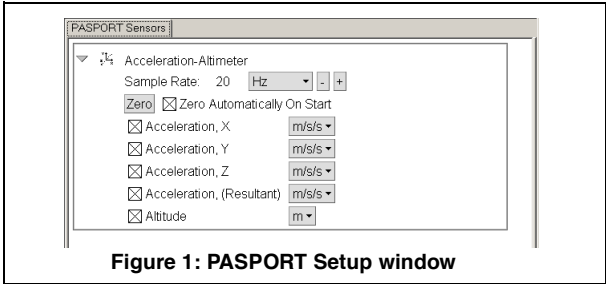 PASPORT Sensors
Acceleration-Altimeter
Sample Rate: 20 Hz - +
Zero Zero Automatically On Start
Acceleration, X m/s/s
Acceleration, Y m/s/s
Acceleration, Z m/s/s
Acceleration, (Resultant) m/s/s
Altitude m
Figure 1: PASPORT Setup window